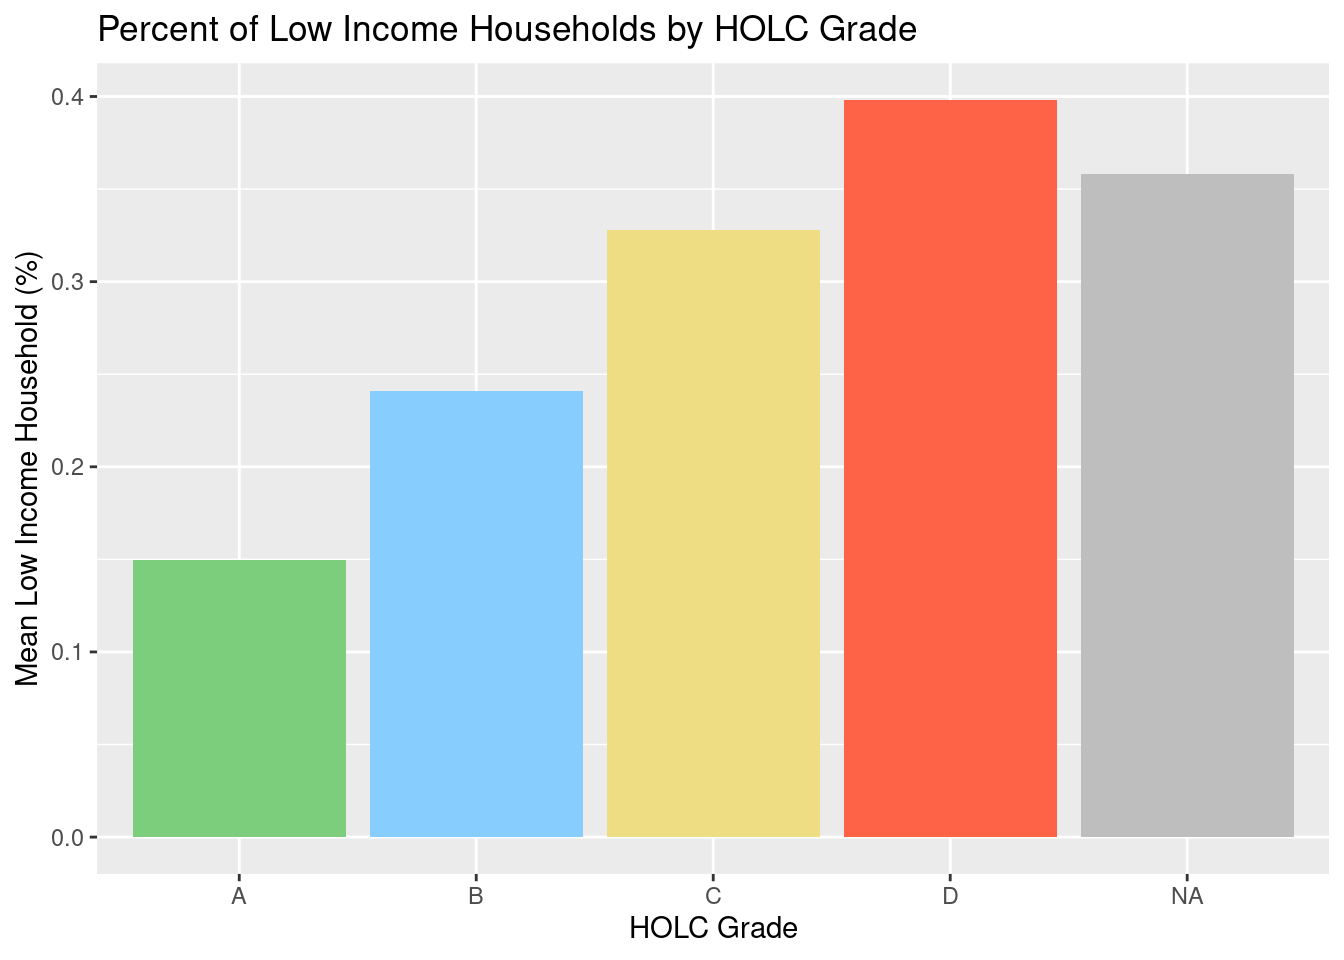 Percent of Low Income Households by HOLC Grade
Mean Low Income Household (%)
0.4
0.3
0.2
0.1
0.0
A
B
C
D
NA
HOLC Grade